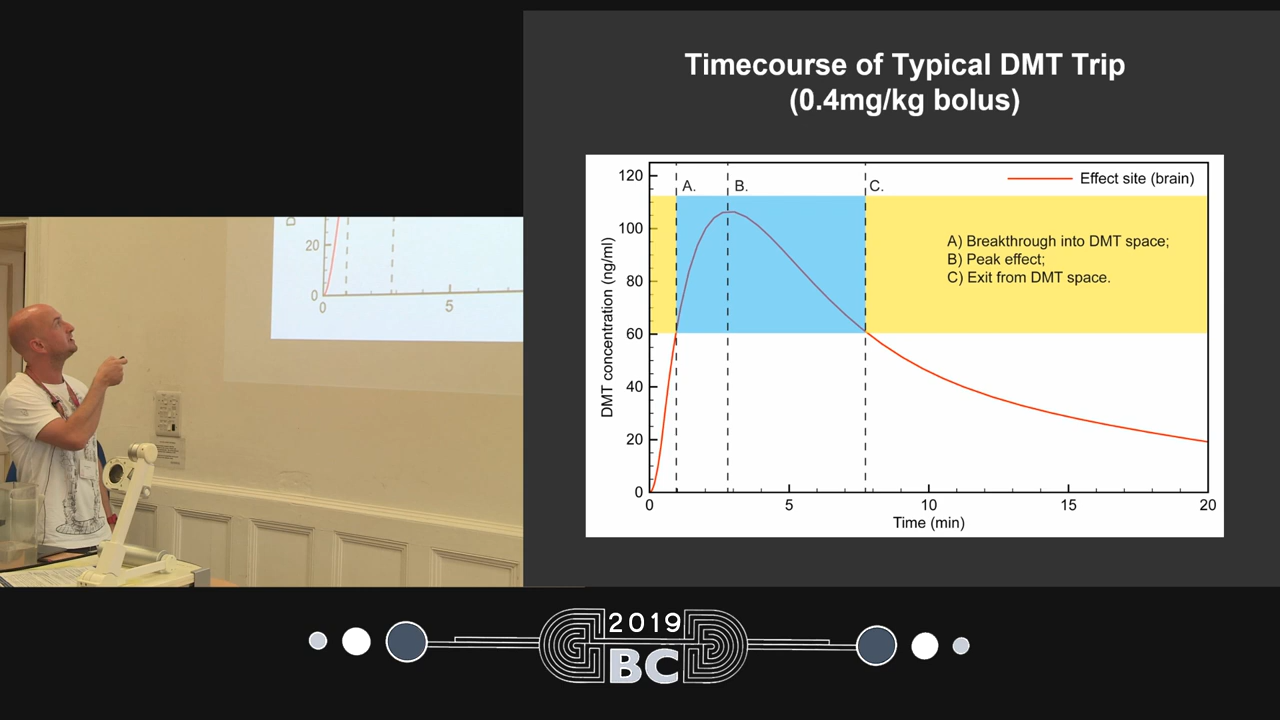 Timecourse of Typical DMT Trip
(0.4mg/kg bolus)
120
100
80
60
40
20
0
DMT concentration (ng/ml)
A.
B.
C.
Effect site (brain)
A) Breakthrough into DMT space;
B) Peak effect;
C) Exit from DMT space.
0
5
10
15
20
Time (min)
D
20
0
0
5
2019
BC